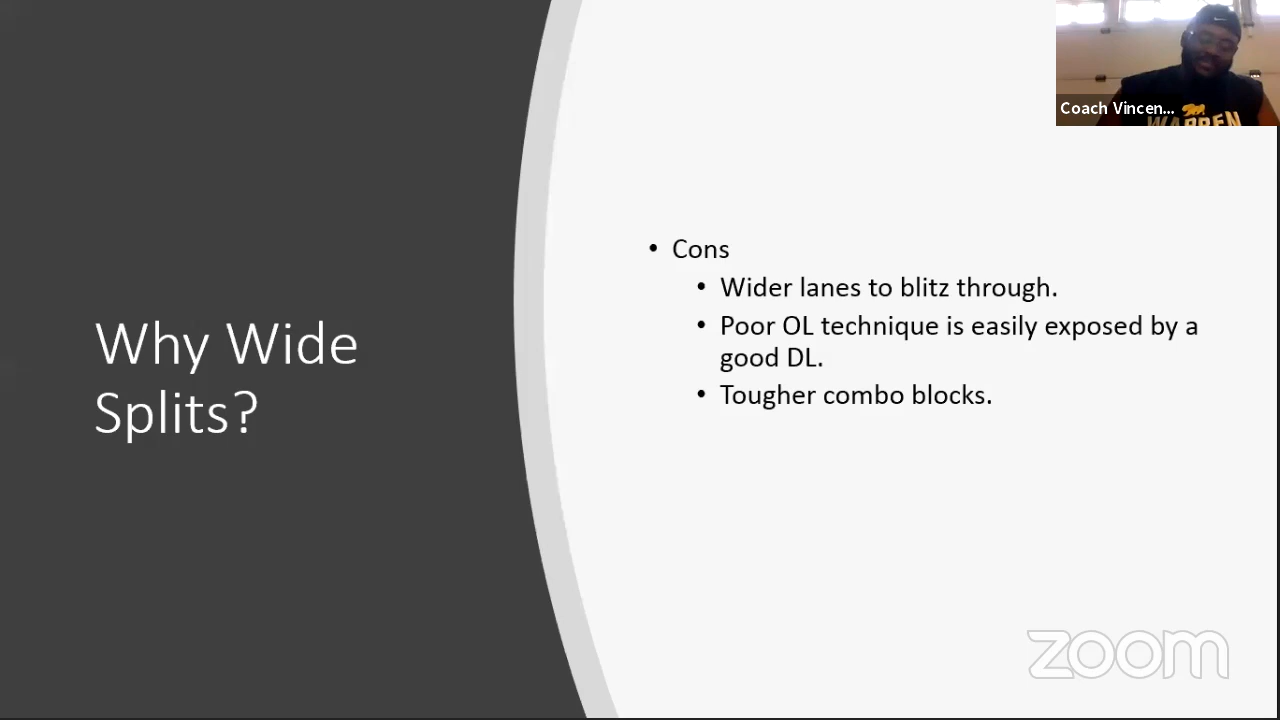 Coach Vincen...
WARREN
Why Wide
Splits?
• Cons
• Wider lanes to blitz through.
• Poor OL technique is easily exposed by a
good DL.
• Tougher combo blocks.
zoom